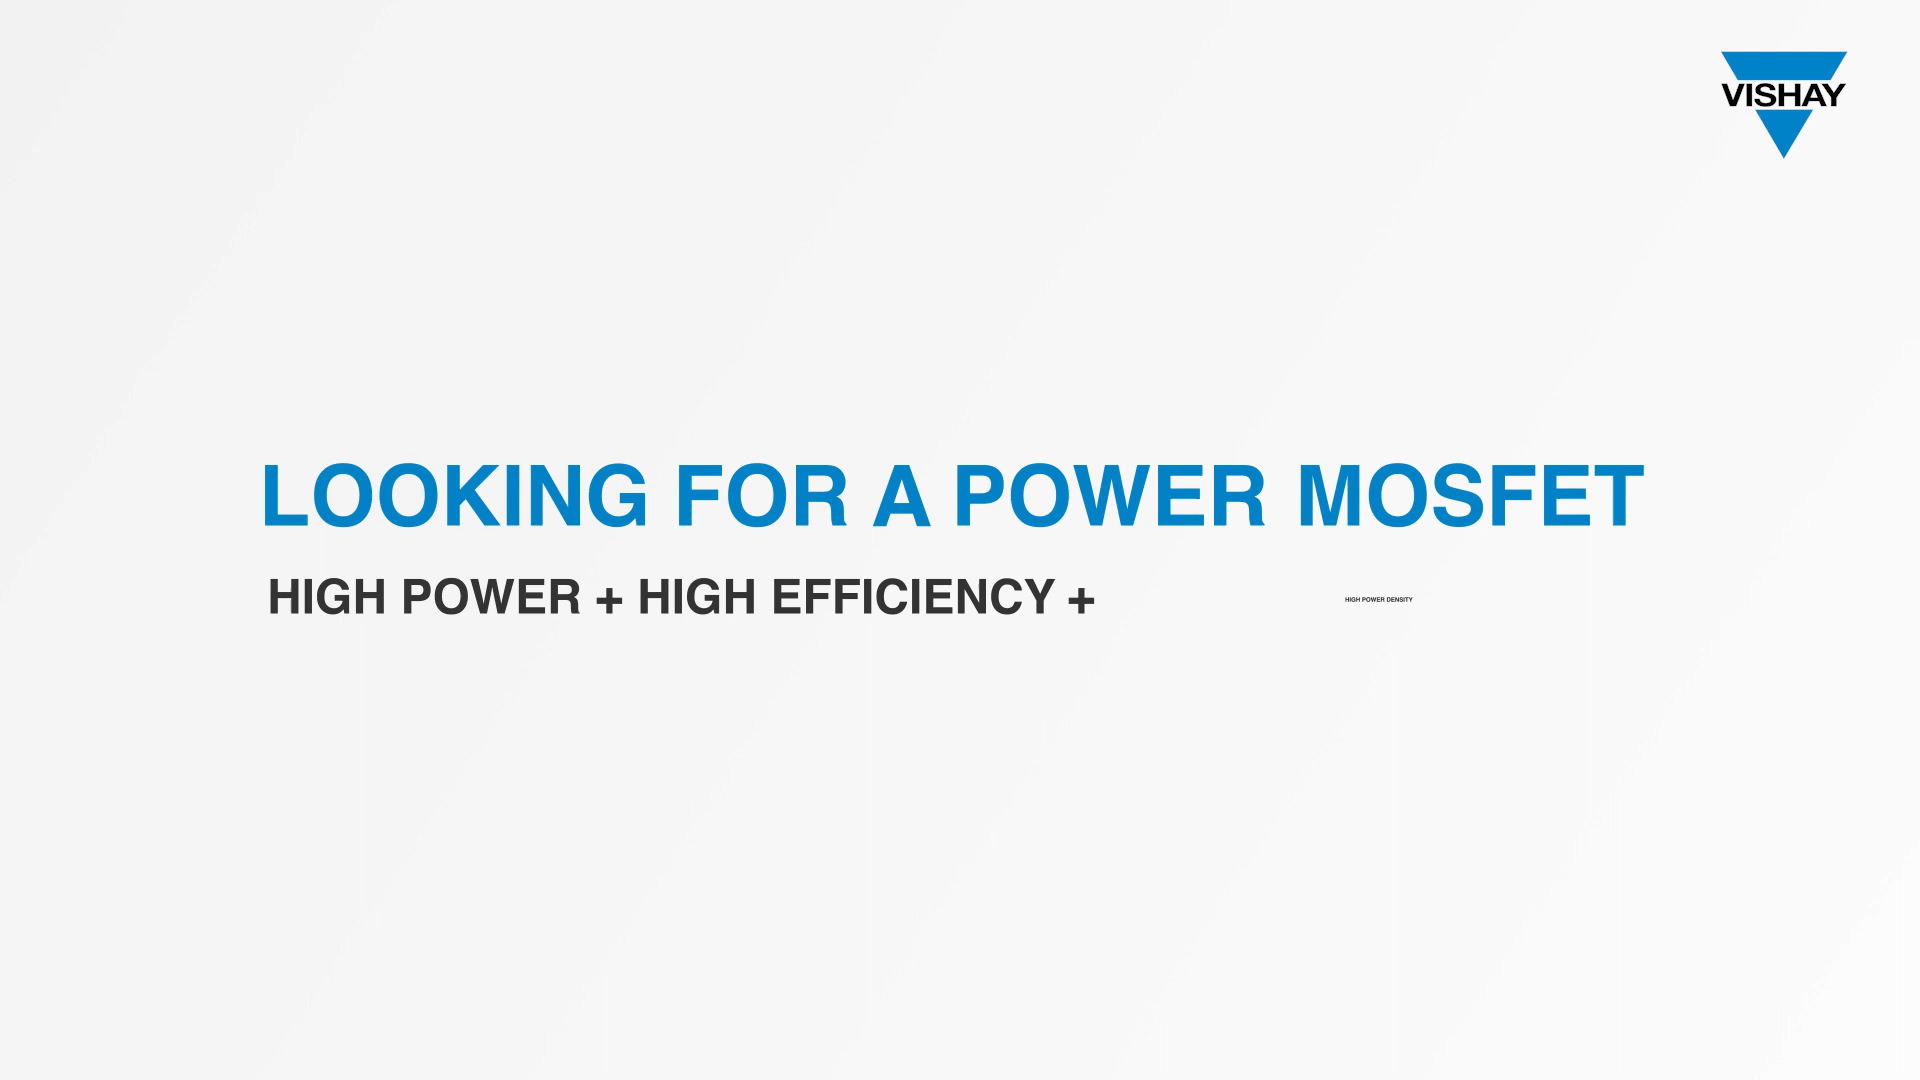 VISHAY
LOOKING FOR A POWER MOSFET
HIGH POWER + HIGH EFFICIENCY + HIGH POWER DENSITY